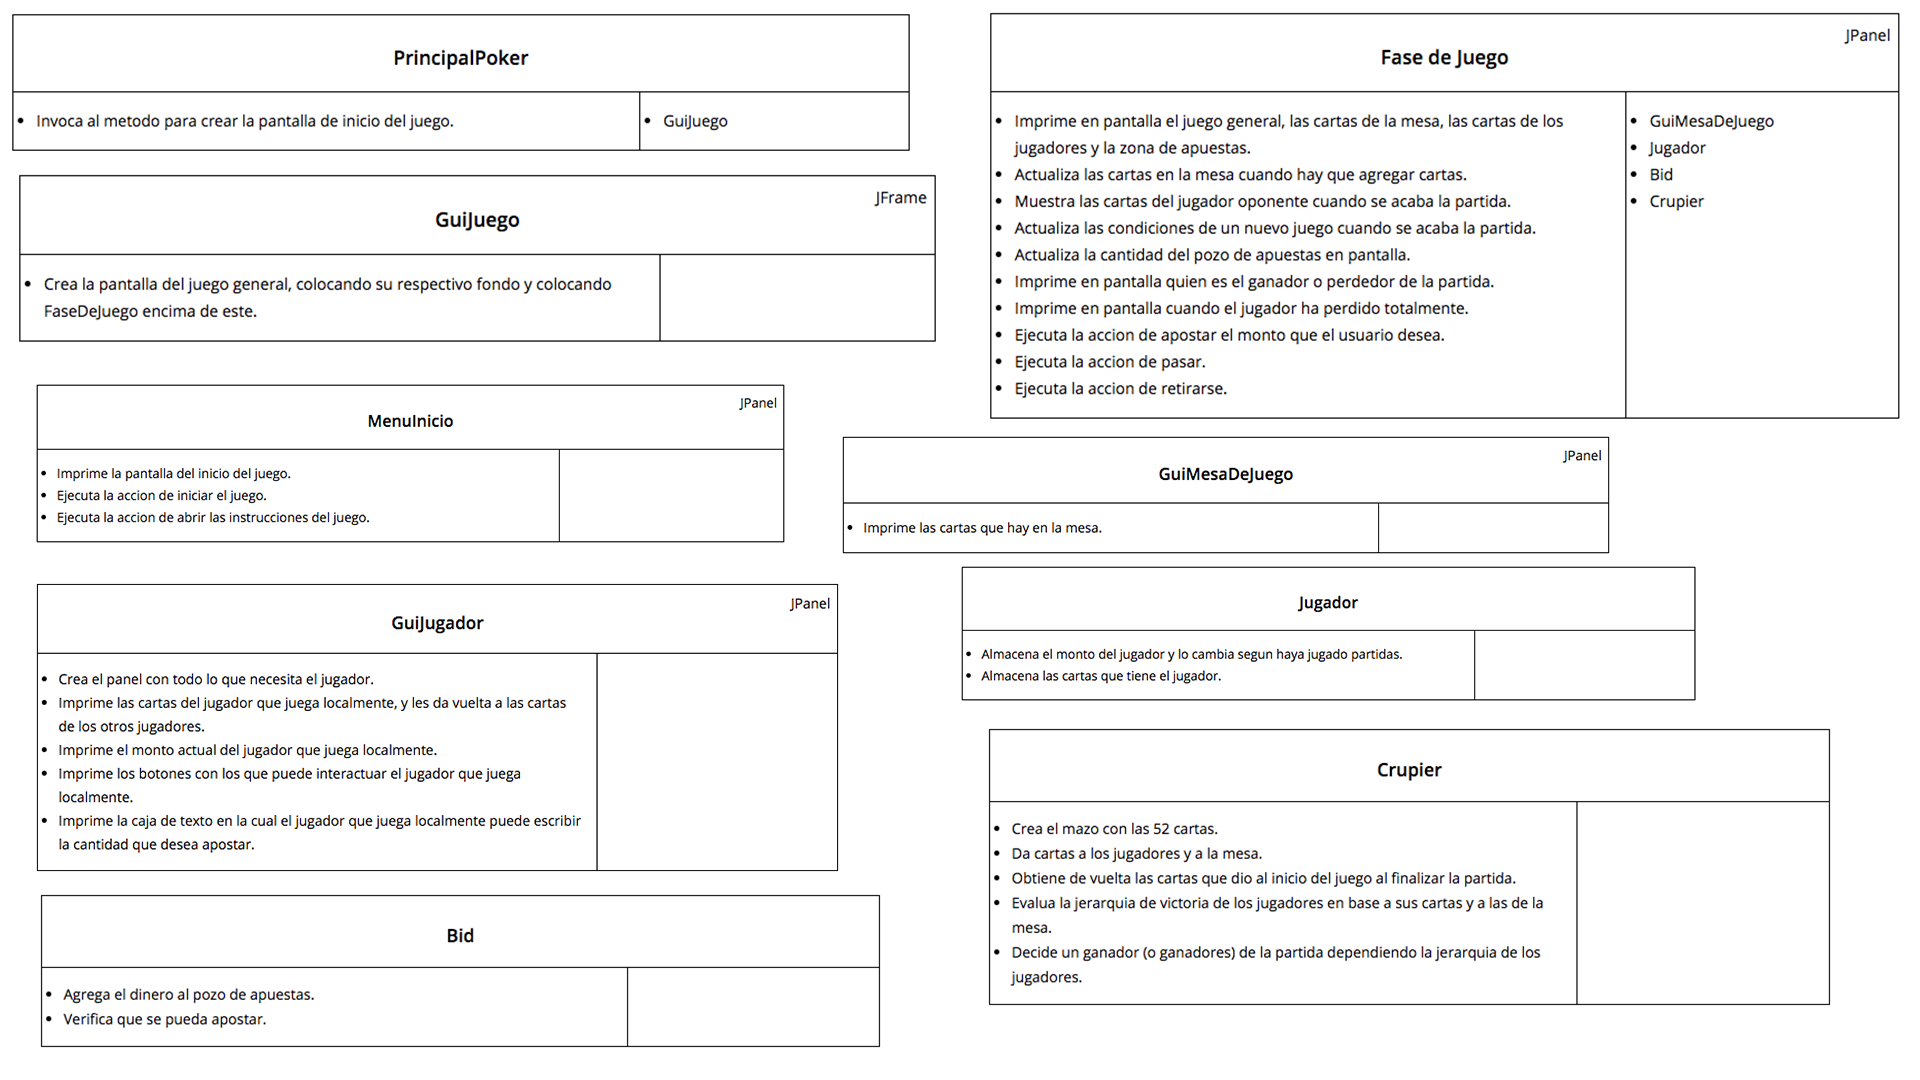 PrincipalPoker
• Invoca al metodo para crear la pantalla de inicio del juego.
• GuiJuego
JFrame
GuiJuego
• Crea la pantalla del juego general, colocando su respectivo fondo y colocando
FaseDeJuego encima de este.
JPanel
MenuInicio
• Imprime la pantalla del inicio del juego.
• Ejecuta la accion de iniciar el juego.
• Ejecuta la accion de abrir las instrucciones del juego.
JPanel
GuiJugador
• Crea el panel con todo lo que necesita el jugador.
• Imprime las cartas del jugador que juega localmente, y les da vuelta a las cartas
de los otros jugadores.
• Imprime el monto actual del jugador que juega localmente.
• Imprime los botones con los que puede interactuar el jugador que juega
localmente.
• Imprime la caja de texto en la cual el jugador que juega localmente puede escribir
la cantidad que desea apostar.
Bid
• Agrega el dinero al pozo de apuestas.
• Verifica que se pueda apostar.
JPanel
Fase de Juego
• Imprime en pantalla el juego general, las cartas de la mesa, las cartas de los
jugadores y la zona de apuestas.
• Actualiza las cartas en la mesa cuando hay que agregar cartas.
• Muestra las cartas del jugador oponente cuando se acaba la partida.
• Actualiza las condiciones de un nuevo juego cuando se acaba la partida.
• Actualiza la cantidad del pozo de apuestas en pantalla.
• Imprime en pantalla quien es el ganador o perdedor de la partida.
• Imprime en pantalla cuando el jugador ha perdido totalmente.
• Ejecuta la accion de apostar el monto que el usuario desea.
• Ejecuta la accion de pasar.
• Ejecuta la accion de retirarse.
• GuiMesaDeJuego
• Jugador
• Bid
• Crupier
JPanel
GuiMesaDeJuego
• Imprime las cartas que hay en la mesa.
Jugador
• Almacena el monto del jugador y lo cambia segun haya jugado partidas.
• Almacena las cartas que tiene el jugador.
Crupier
• Crea el mazo con las 52 cartas.
• Da cartas a los jugadores y a la mesa.
• Obtiene de vuelta las cartas que dio al inicio del juego al finalizar la partida.
• Evalua la jerarquia de victoria de los jugadores en base a sus cartas y a las de la
mesa.
• Decide un ganador (o ganadores) de la partida dependiendo la jerarquia de los
jugadores.